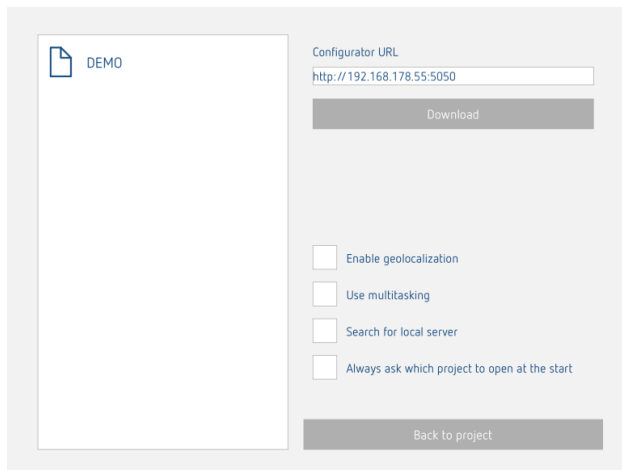 DEMO
Configurator URL
http://192.168.178.55:5050
Download
Enable geolocalization
Use multitasking
Search for local server
Always ask which project to open at the start
Back to project